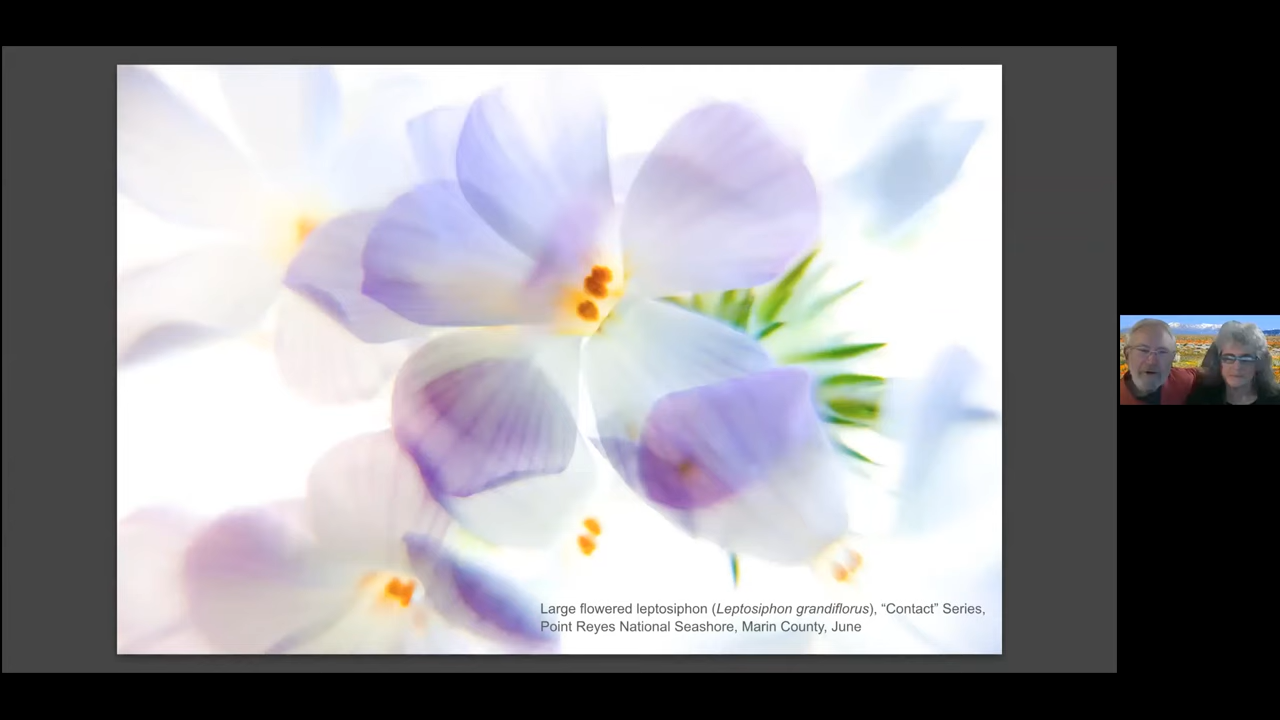 Large flowered leptosiphon (Leptosiphon grandiflorus), “Contact” Series,
Point Reyes National Seashore, Marin County, June